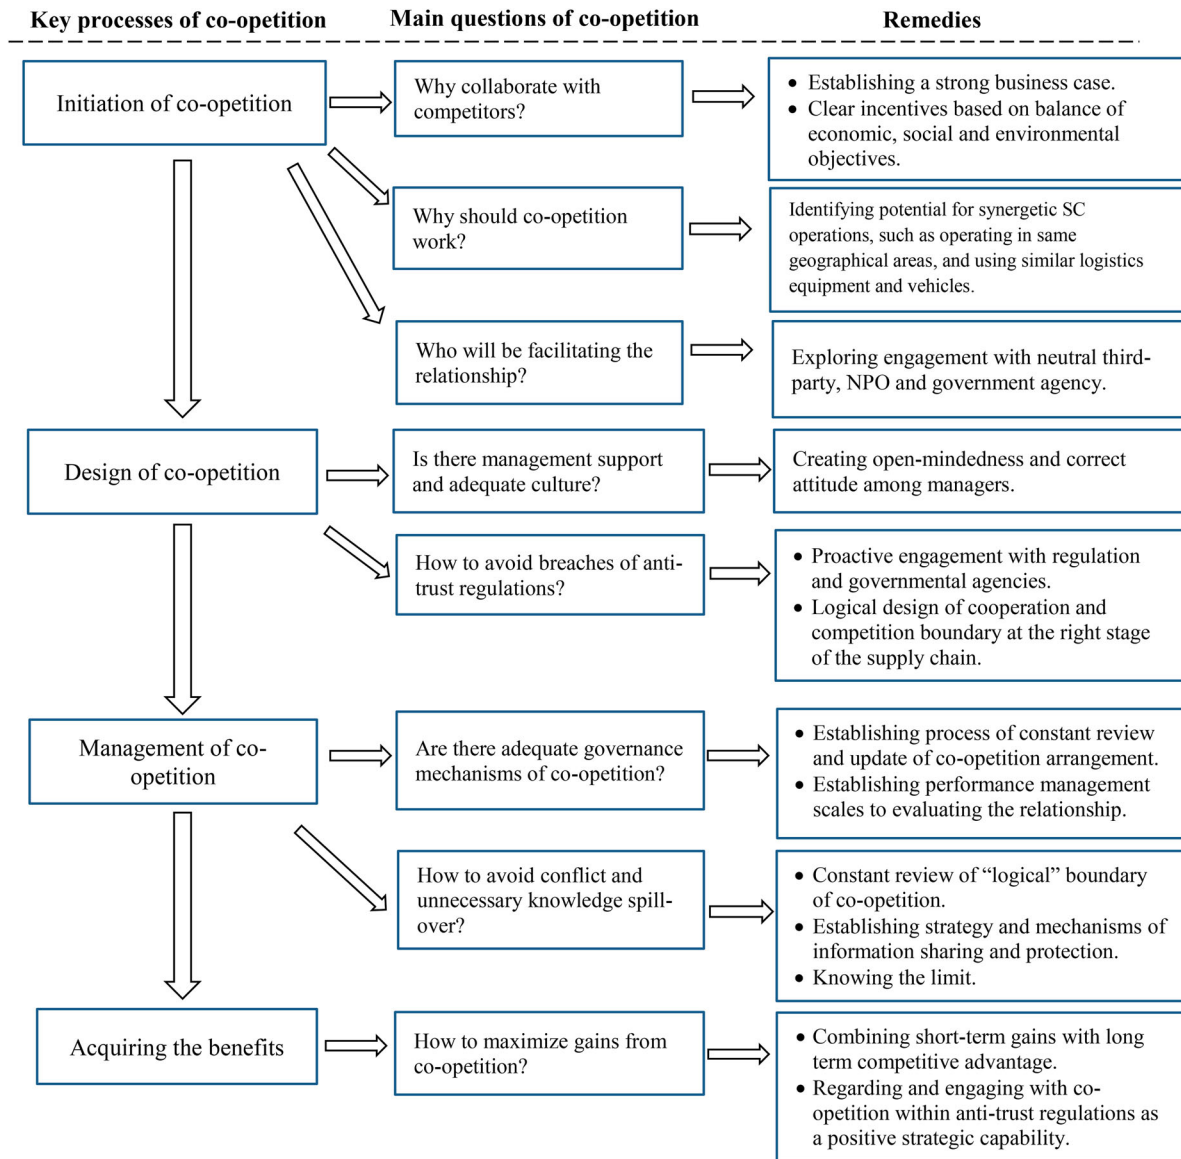 Key processes of co-opetition
Main questions of co-opetition
Remedies
Initiation of co-opetition
Why collaborate with
competitors?
• Establishing a strong business case.
• Clear incentives based on balance of
economic, social and environmental
objectives.
Why should co-opetition
work?
Identifying potential for synergetic SC
operations, such as operating in same
geographical areas, and using similar logistics
equipment and vehicles.
Who will be facilitating the
relationship?
Exploring engagement with neutral third-
party, NPO and government agency.
Design of co-opetition
Is there management support
and adequate culture?
Creating open-mindedness and correct
attitude among managers.
How to avoid breaches of anti-
trust regulations?
• Proactive engagement with regulation
and governmental agencies.
• Logical design of cooperation and
competition boundary at the right stage
of the supply chain.
Management of co-
opetition
Are there adequate governance
mechanisms of co-opetition?
• Establishing process of constant review
and update of co-opetition arrangement.
• Establishing performance management
scales to evaluating the relationship.
How to avoid conflict and
unnecessary knowledge spill-
over?
• Constant review of “logical” boundary
of co-opetition.
• Establishing strategy and mechanisms of
information sharing and protection.
• Knowing the limit.
Acquiring the benefits
How to maximize gains from
co-opetition?
• Combining short-term gains with long
term competitive advantage.
• Regarding and engaging with co-
opetition within anti-trust regulations as
a positive strategic capability.